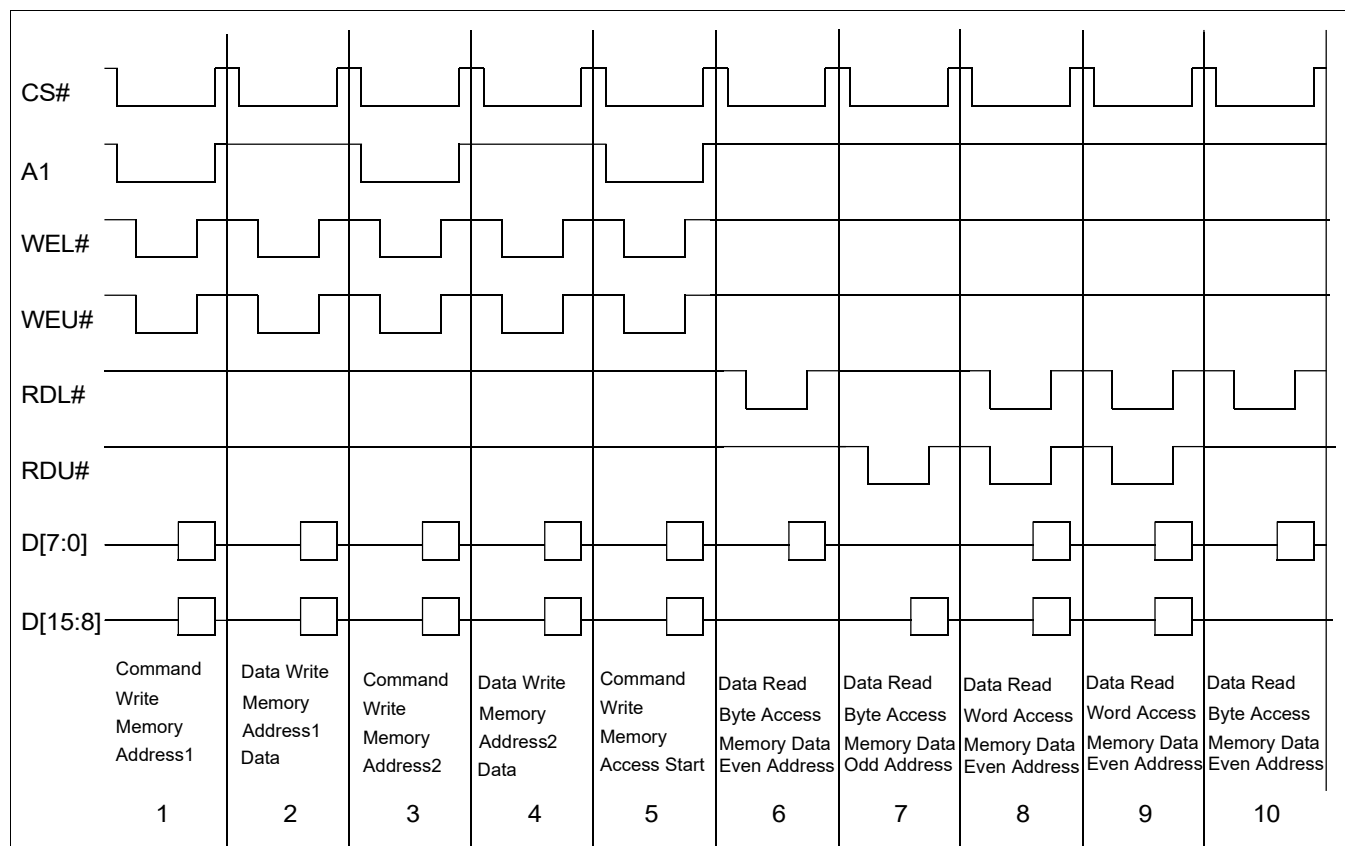 CS#
A1
WEL#
WEU#
RDL#
RDU#
D[7:0]
D[15:8]
Command
Write
Memory
Address1
Data Write
Memory
Address1
Data
Command
Write
Memory
Address2
Data Write
Memory
Address2
Data
Command
Write
Memory
Access Start
Data Read
Byte Access
Memory Data
Even Address
Data Read
Byte Access
Memory Data
Odd Address
Data Read
Word Access
Memory Data
Even Address
Data Read
Word Access
Memory Data
Even Address
Data Read
Byte Access
Memory Data
Even Address
1 2 3 4 5 6 7 8 9 10